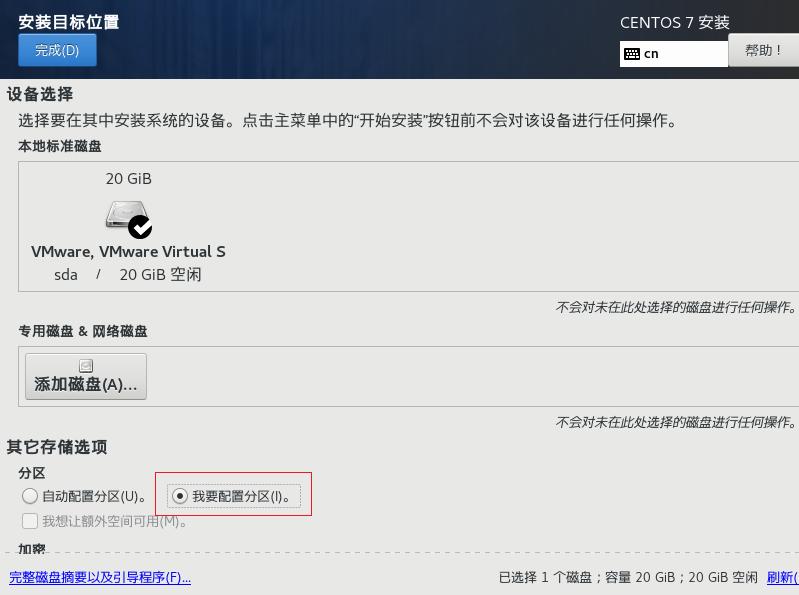 安装目标位置
CENTOS 7 安装
完成(D)
cn
帮助！
设备选择
选择要在其中安装系统的设备。点击主菜单中的“开始安装”按钮前不会对该设备进行任何操作。
本地标准磁盘
20 GiB
VMware, VMware Virtual S
sda / 20 GiB 空闲
不会对未在此处选择的磁盘进行任何操作。
专用磁盘 & 网络磁盘
添加磁盘(A)...
不会对未在此处选择的磁盘进行任何操作。
其它存储选项
分区
自动配置分区(U)。 我要配置分区(I)。
我想让额外空间可用(M)。
加密
完整磁盘摘要以及引导程序(F)... 已选择 1 个磁盘；容量 20 GiB；20 GiB 空闲 刷新(